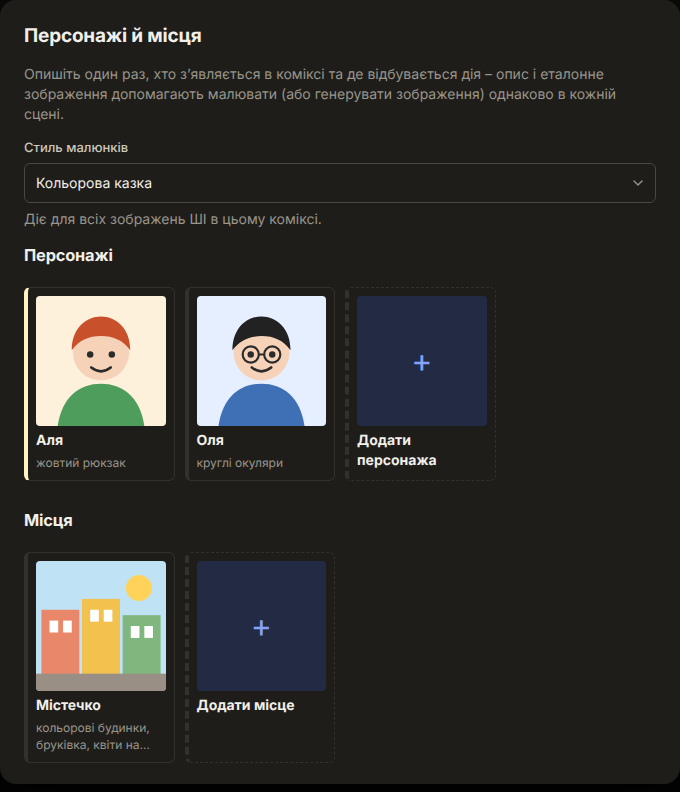 Персонажі й місця
Опишіть один раз, хто зʼявляється в коміксі та де відбувається дія – опис і еталонне
зображення допомагають малювати (або генерувати зображення) однаково в кожній
сцені.
Стиль малюнків
Кольорова казка
Діє для всіх зображень ШІ в цьому коміксі.
Персонажі
Аля
жовтий рюкзак
Оля
круглі окуляри
+
Додати
персонажа
Місця
Містечко
кольорові будинки,
бруківка, квіти на...
+
Додати місце